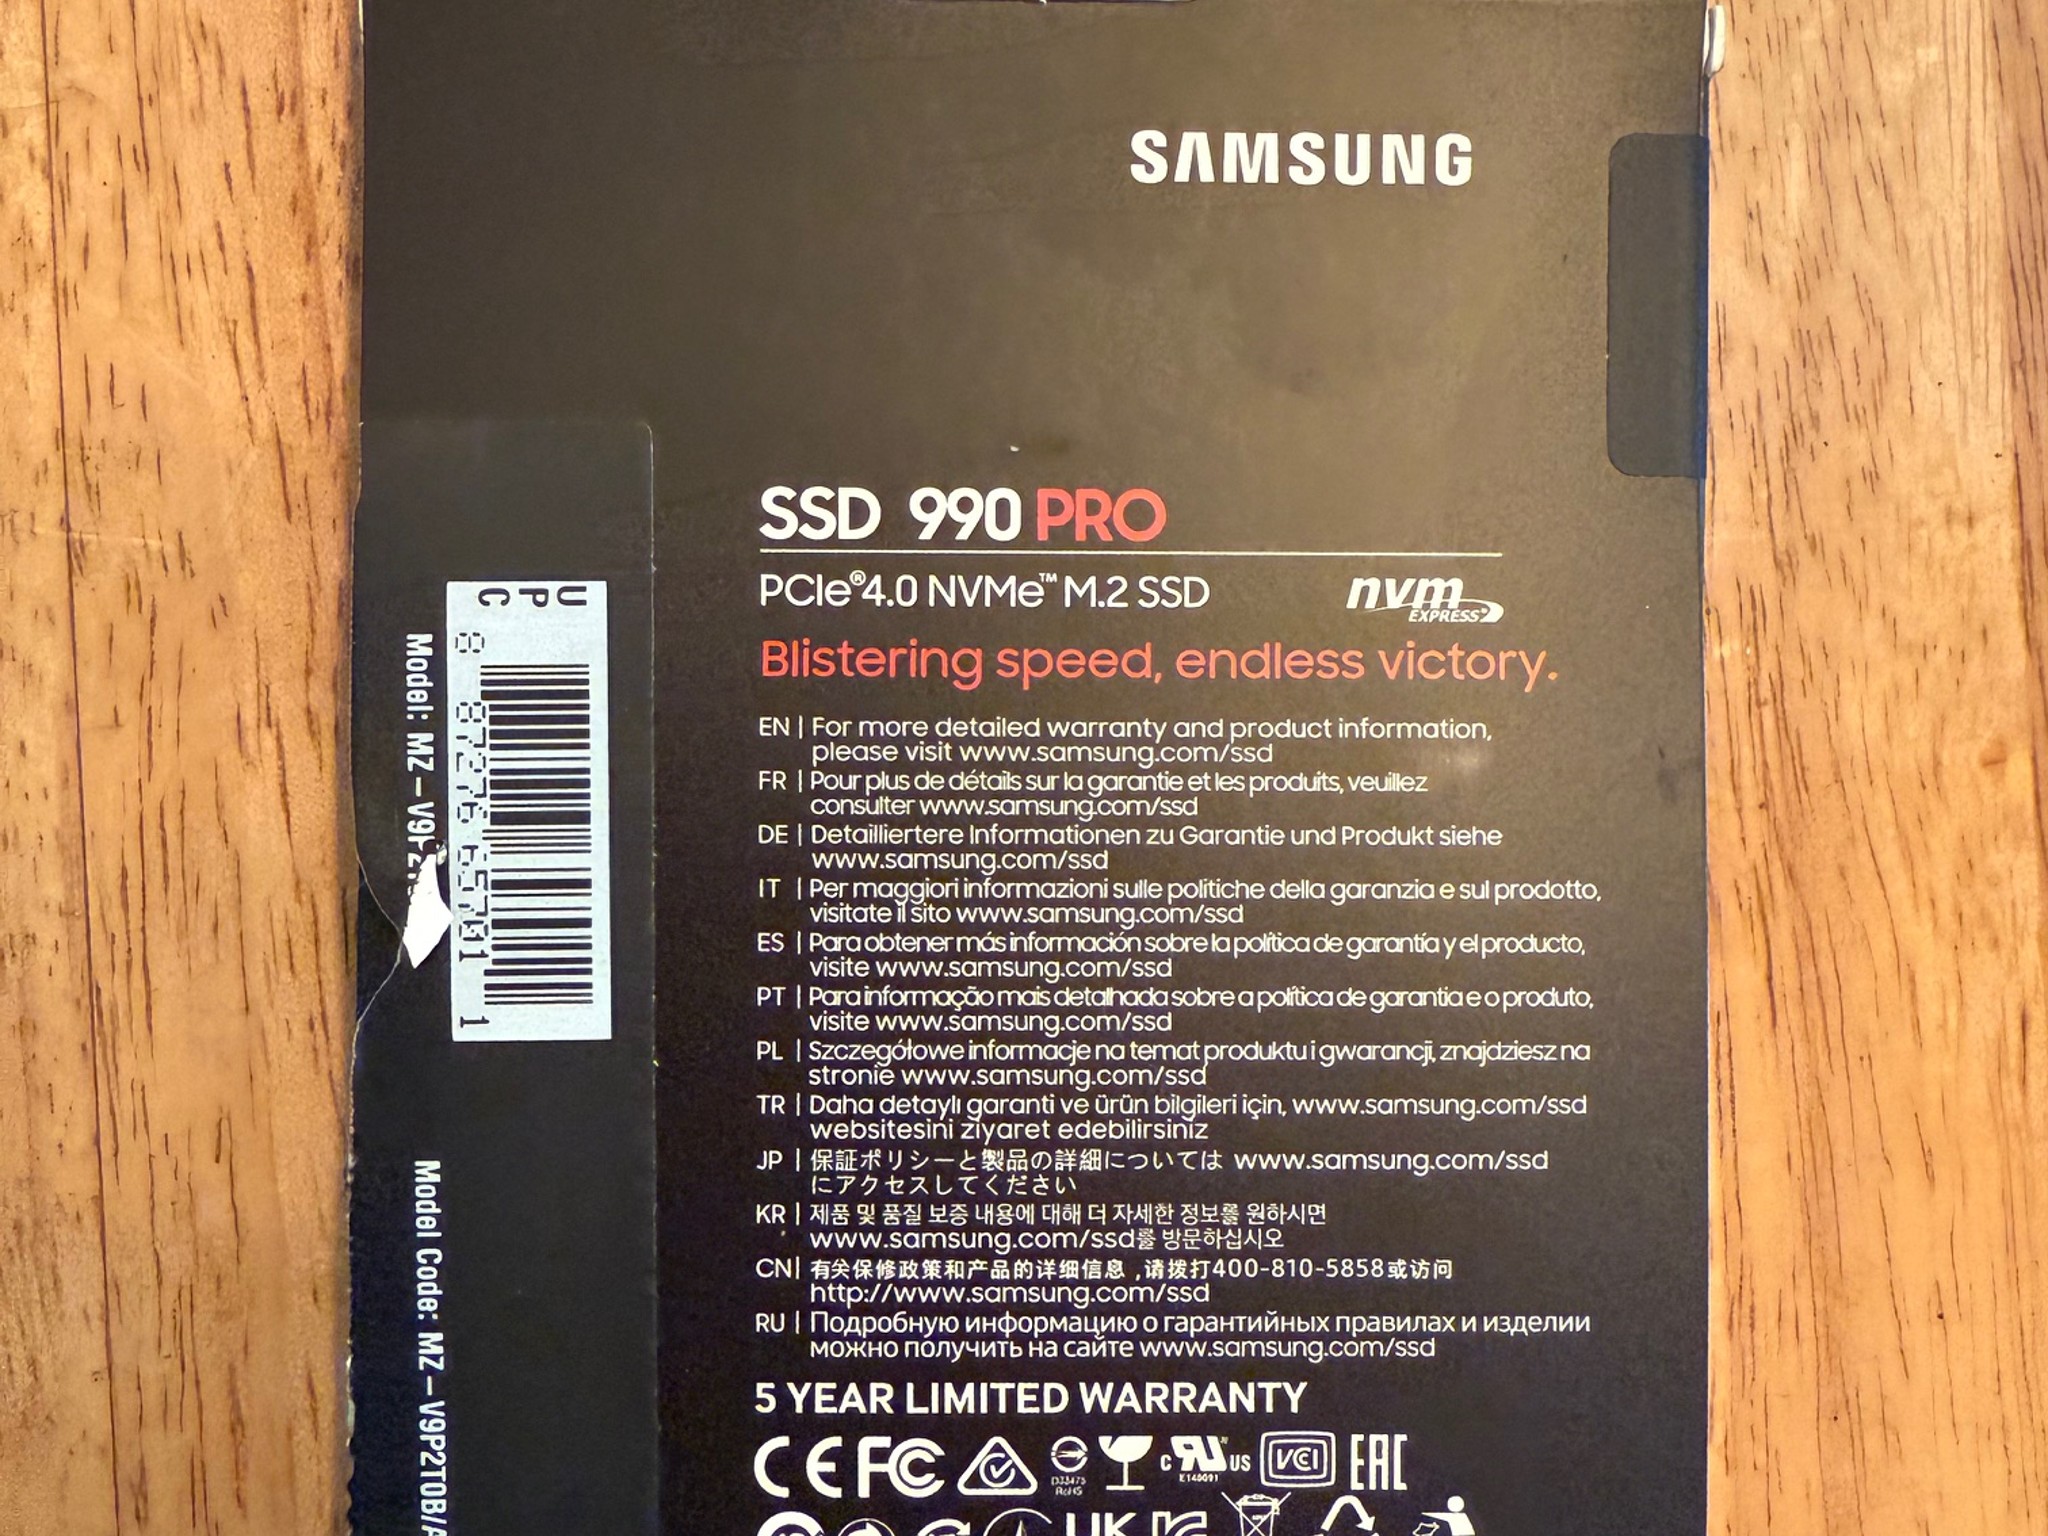 SAMSUNG
SSD 990 PRO
PCIe®4.0 NVMe™ M.2 SSD
nvm
EXPRESS
Blistering speed, endless victory.
EN | For more detailed warranty and product information,
please visit www.samsung.com/ssd
FR | Pour plus de détails sur la garantie et les produits, veuillez
consulter www.samsung.com/ssd
DE | Detailliertere Informationen zu Garantie und Produkt siehe
www.samsung.com/ssd
IT | Per maggiori informazioni sulle politiche della garanzia e sul prodotto,
visitate il sito www.samsung.com/ssd
ES | Para obtener más información sobre la política de garantía y el producto,
visite www.samsung.com/ssd
PT | Para informação mais detalhada sobre a política de garantia e o produto,
visite www.samsung.com/ssd
PL | Szczegółowe informacje na temat produktu i gwarancji, znajdziesz na
stronie www.samsung.com/ssd
TR | Daha detaylı garanti ve ürün bilgileri için, www.samsung.com/ssd
websitesini ziyaret edebilirsiniz
JP | 保証ポリシーと製品の詳細については www.samsung.com/ssd
にアクセスしてください
KR | 제품 및 품질 보증 내용에 대해 더 자세한 정보를 원하시면
www.samsung.com/ssd를 방문하십시오
CN | 有关保修政策和产品的详细信息,请拨打400-810-5858或访问
http://www.samsung.com/ssd
RU | Подробную информацию о гарантийных правилах и изделии
можно получить на сайте www.samsung.com/ssd
5 YEAR LIMITED WARRANTY
CE FC D33475 RoHS c UL US E140091 VCI EAC
UK
UPC
8 87276 65701 1
Model: MZ-V9P
Model Code: MZ-V9P2T0B/A